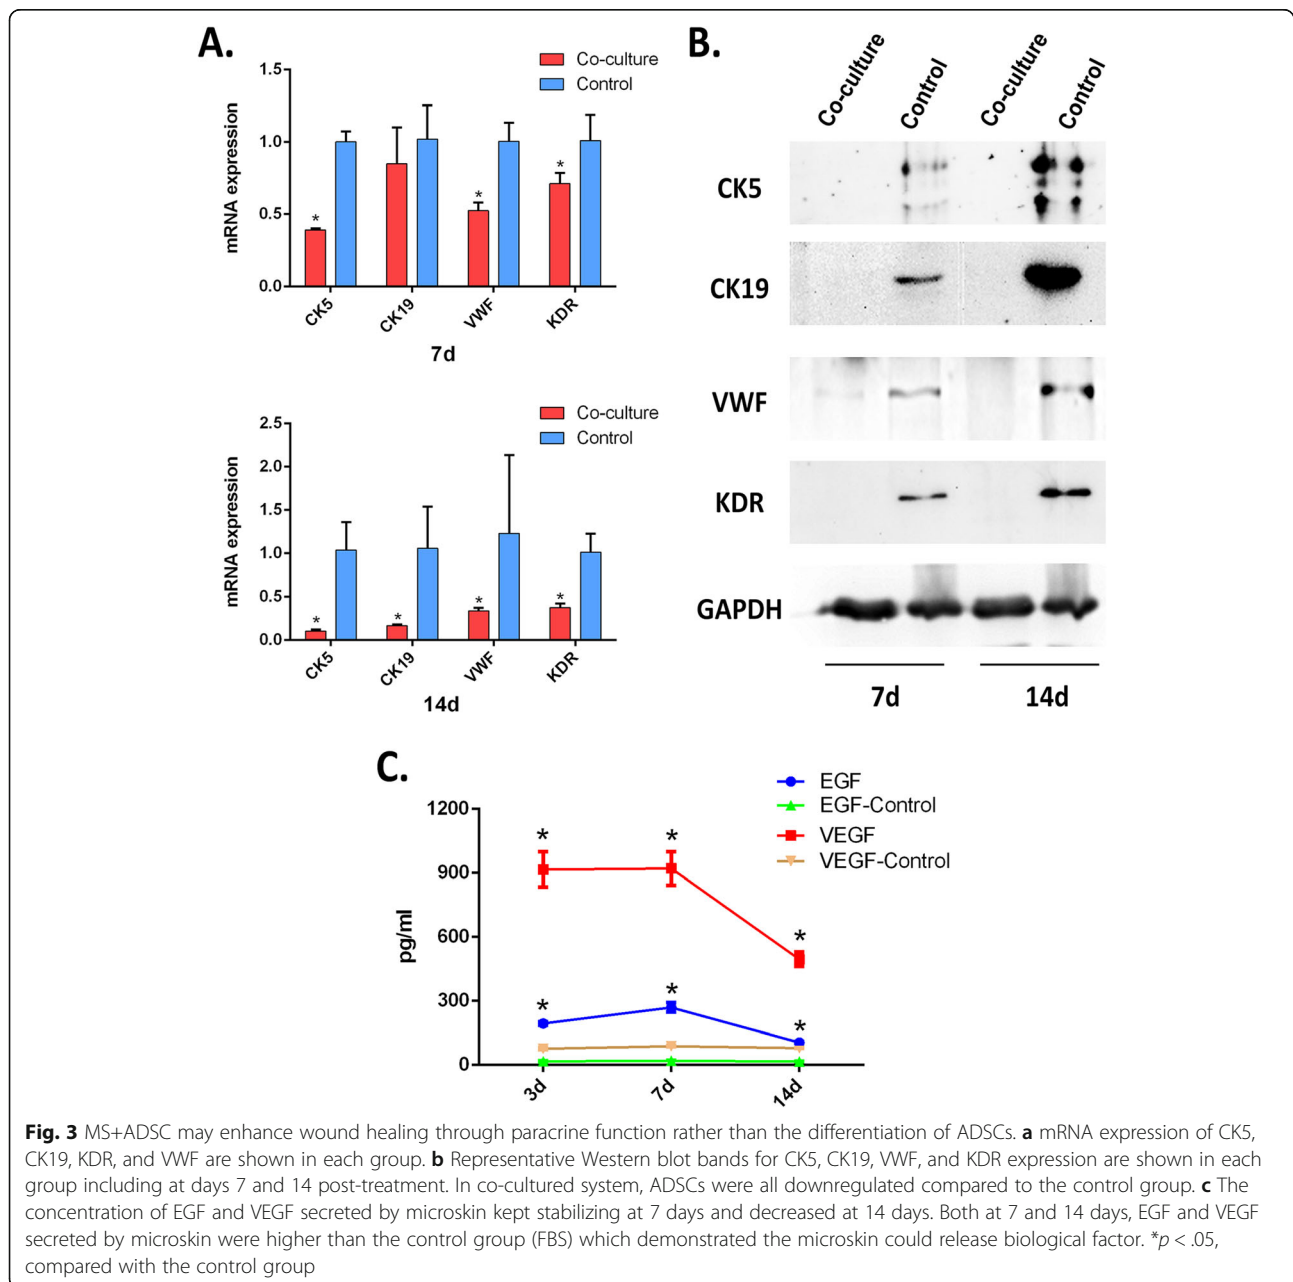 A.
Co-culture
Control
mRNA expression
1.5
1.0
0.5
0.0
*
*
*
CK5
CK19
VWF
KDR
7d
Co-culture
Control
mRNA expression
2.5
2.0
1.5
1.0
0.5
0.0
*
*
*
*
CK5
CK19
VWF
KDR
14d
B.
Co-culture
Control
Co-culture
Control
CK5
CK19
VWF
KDR
GAPDH
7d
14d
C.
EGF
EGF-Control
VEGF
VEGF-Control
pg/ml
1200
900
600
300
0
*
*
*
*
*
*
3d
7d
14d
Fig. 3 MS+ADSC may enhance wound healing through paracrine function rather than the differentiation of ADSCs. a mRNA expression of CK5,
CK19, KDR, and VWF are shown in each group. b Representative Western blot bands for CK5, CK19, VWF, and KDR expression are shown in each
group including at days 7 and 14 post-treatment. In co-cultured system, ADSCs were all downregulated compared to the control group. c The
concentration of EGF and VEGF secreted by microskin kept stabilizing at 7 days and decreased at 14 days. Both at 7 and 14 days, EGF and VEGF
secreted by microskin were higher than the control group (FBS) which demonstrated the microskin could release biological factor. *p < .05,
compared with the control group